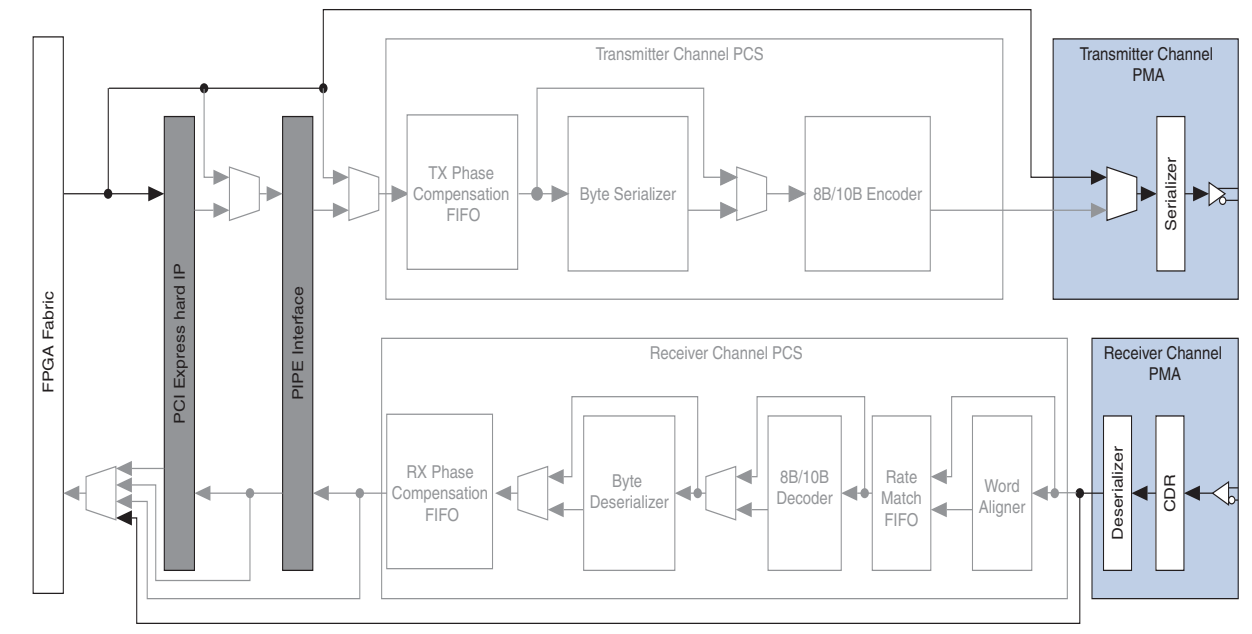 Transmitter Channel PCS
Transmitter Channel
PMA
FPGA Fabric
PCI Express hard IP
PIPE Interface
TX Phase
Compensation
FIFO
Byte Serializer
8B/10B Encoder
Serializer
Receiver Channel PCS
Receiver Channel
PMA
RX Phase
Compensation
FIFO
Byte
Deserializer
8B/10B
Decoder
Rate
Match
FIFO
Word
Aligner
Deserializer
CDR